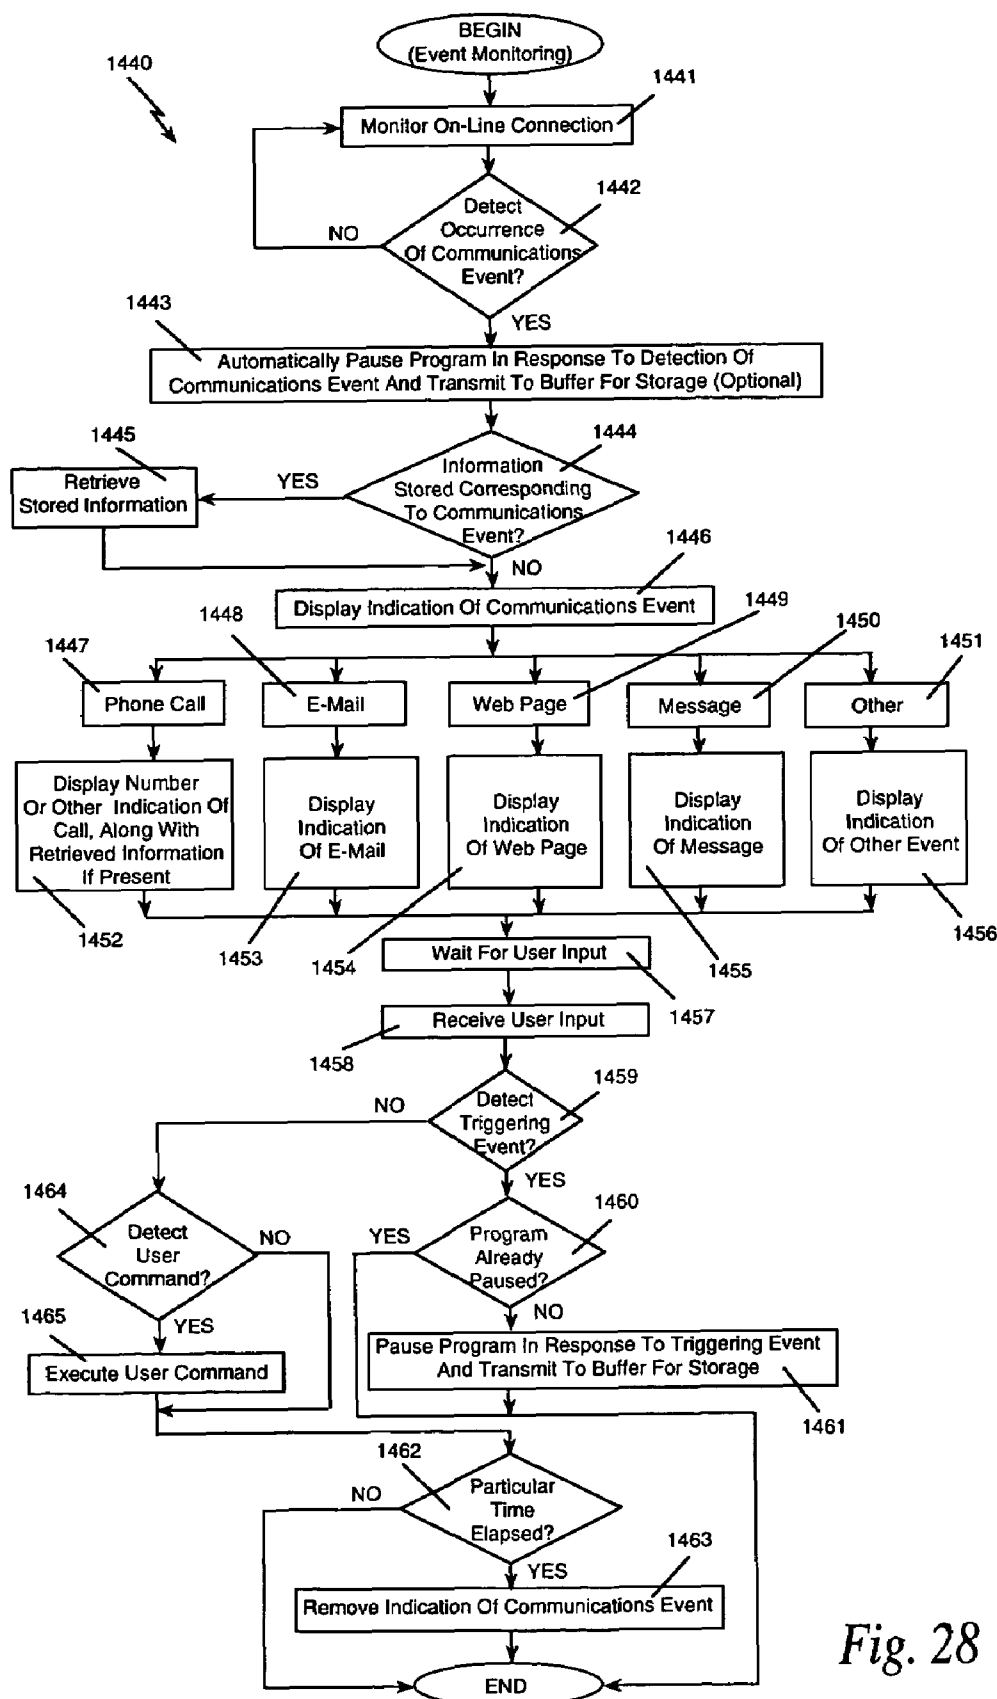 BEGIN
(Event Monitoring)
1440
1441
Monitor On-Line Connection
1442
Detect
Occurrence
Of Communications
Event?
NO
YES
1443
Automatically Pause Program In Response To Detection Of
Communications Event And Transmit To Buffer For Storage (Optional)
1444
1445
Information
Stored Corresponding
To Communications
Event?
YES
Retrieve
Stored Information
NO
1446
Display Indication Of Communications Event
1447
1448
1449
1450
1451
Phone Call
E-Mail
Web Page
Message
Other
Display Number
Or Other Indication Of
Call, Along With
Retrieved Information
If Present
Display
Indication
Of E-Mail
Display
Indication
Of Web Page
Display
Indication
Of Message
Display
Indication
Of Other Event
1452
1453
1454
1455
1456
Wait For User Input
1457
Receive User Input
1458
1459
Detect
Triggering
Event?
NO
YES
1464
Detect
User
Command?
NO
YES
1460
Program
Already
Paused?
YES
NO
1465
Execute User Command
Pause Program In Response To Triggering Event
And Transmit To Buffer For Storage
1461
1462
Particular
Time
Elapsed?
NO
YES
1463
Remove Indication Of Communications Event
END
Fig. 28